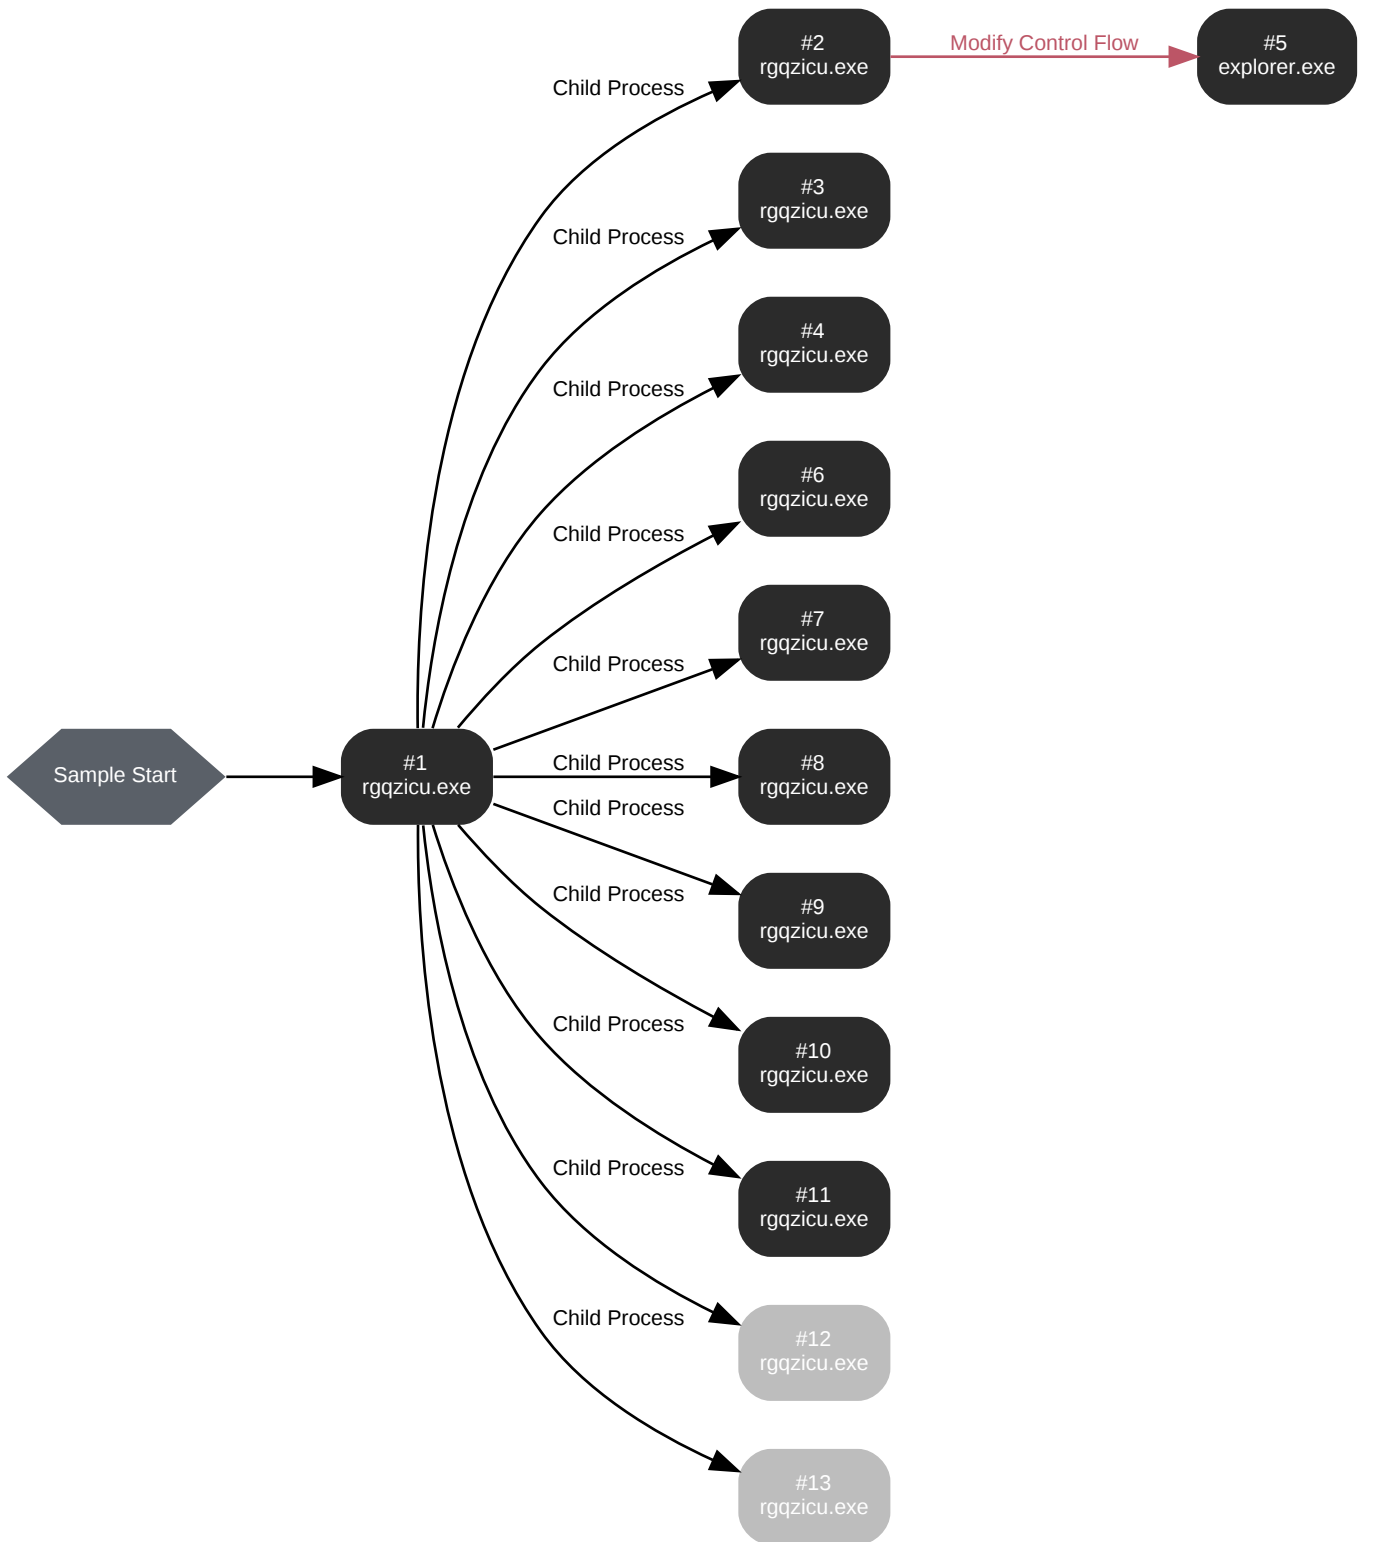 #2
rgqzicu.exe
Modify Control Flow
#5
explorer.exe
Child Process
#3
rgqzicu.exe
Child Process
#4
rgqzicu.exe
Child Process
#6
rgqzicu.exe
Child Process
#7
rgqzicu.exe
Child Process
Sample Start
#1
rgqzicu.exe
Child Process
#8
rgqzicu.exe
Child Process
#9
rgqzicu.exe
Child Process
#10
rgqzicu.exe
Child Process
#11
rgqzicu.exe
Child Process
#12
rgqzicu.exe
Child Process
#13
rgqzicu.exe